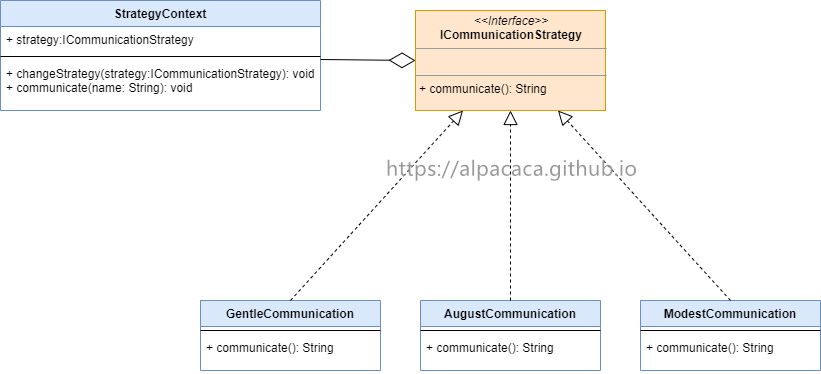 StrategyContext
+ strategy:ICommunicationStrategy
+ changeStrategy(strategy:ICommunicationStrategy): void
+ communicate(name: String): void
<<Interface>>
ICommunicationStrategy
+ communicate(): String
https://alpacaca.github.io
GentleCommunication
+ communicate(): String
AugustCommunication
+ communicate(): String
ModestCommunication
+ communicate(): String